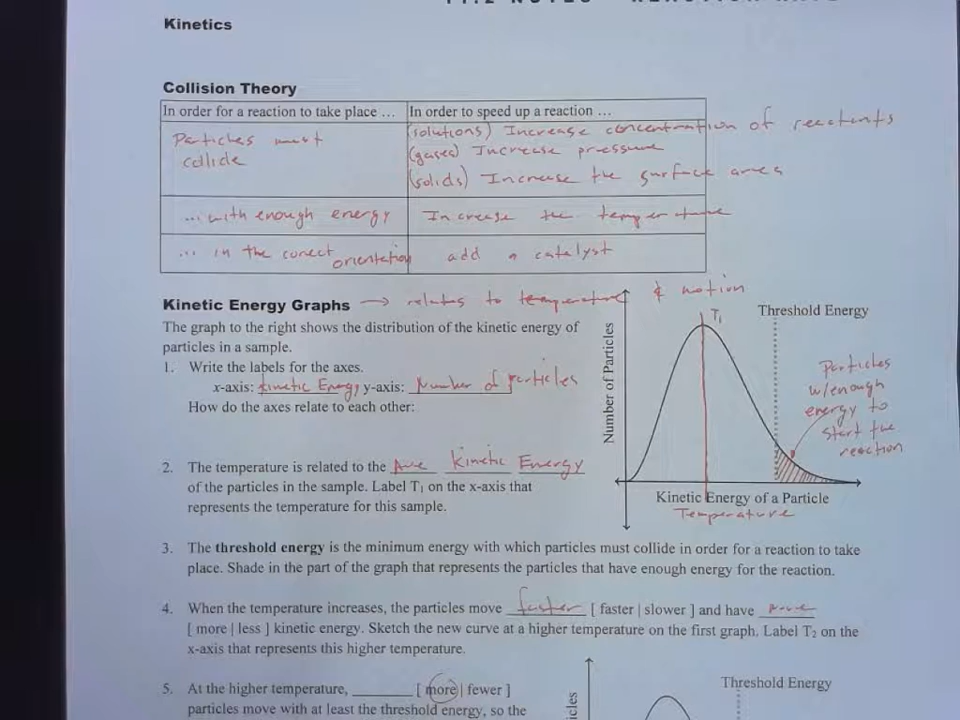 11.2 NOTES REACTION RATE
Kinetics
Collision Theory
In order for a reaction to take place ... In order to speed up a reaction ...
Particles must collide
(solutions) Increase concentration of reactants
(gases) Increase pressure
(solids) Increase the surface area
... with enough energy Increase the temperature
... in the correct orientation add a catalyst
Kinetic Energy Graphs → relates to temperature & motion
The graph to the right shows the distribution of the kinetic energy of
particles in a sample.
1. Write the labels for the axes.
x-axis: Kinetic Energy y-axis: Number of particles
How do the axes relate to each other:
2. The temperature is related to the Ave Kinetic Energy
of the particles in the sample. Label T₁ on the x-axis that
represents the temperature for this sample.
Number of Particles
T₁
Threshold Energy
Particles
w/enough
energy to
start the
reaction
Kinetic Energy of a Particle
Temperature
3. The threshold energy is the minimum energy with which particles must collide in order for a reaction to take
place. Shade in the part of the graph that represents the particles that have enough energy for the reaction.
4. When the temperature increases, the particles move faster [ faster | slower ] and have more
[ more | less ] kinetic energy. Sketch the new curve at a higher temperature on the first graph. Label T₂ on the
x-axis that represents this higher temperature.
5. At the higher temperature, ________ [ more | fewer ]
particles move with at least the threshold energy, so the
Threshold Energy